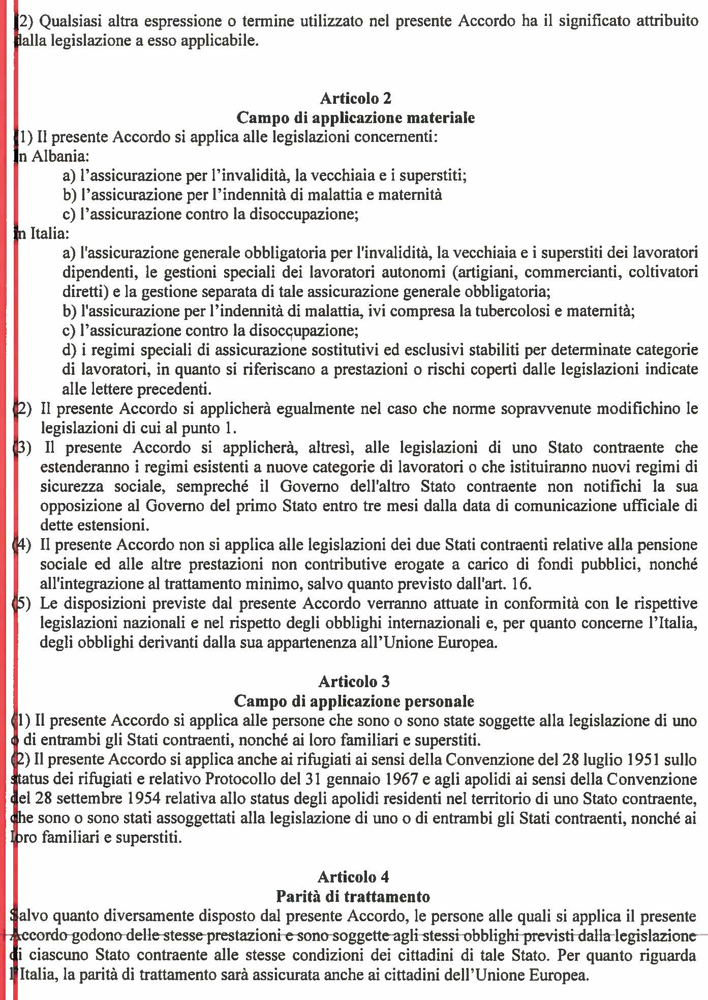 (2) Qualsiasi altra espressione o termine utilizzato nel presente Accordo ha il significato attribuito
dalla legislazione a esso applicabile.
Articolo 2
Campo di applicazione materiale
(1) Il presente Accordo si applica alle legislazioni concernenti:
in Albania:
a) l’assicurazione per l’invalidità, la vecchiaia e i superstiti;
b) l’assicurazione per l’indennità di malattia e maternità
c) l’assicurazione contro la disoccupazione;
in Italia:
a) l'assicurazione generale obbligatoria per l'invalidità, la vecchiaia e i superstiti dei lavoratori
dipendenti, le gestioni speciali dei lavoratori autonomi (artigiani, commercianti, coltivatori
diretti) e la gestione separata di tale assicurazione generale obbligatoria;
b) l'assicurazione per l’indennità di malattia, ivi compresa la tubercolosi e maternità;
c) l’assicurazione contro la disoccupazione;
d) i regimi speciali di assicurazione sostitutivi ed esclusivi stabiliti per determinate categorie
di lavoratori, in quanto si riferiscano a prestazioni o rischi coperti dalle legislazioni indicate
alle lettere precedenti.
(2) Il presente Accordo si applicherà egualmente nel caso che norme sopravvenute modifichino le
legislazioni di cui al punto 1.
(3) Il presente Accordo si applicherà, altresì, alle legislazioni di uno Stato contraente che
estenderanno i regimi esistenti a nuove categorie di lavoratori o che istituiranno nuovi regimi di
sicurezza sociale, sempreché il Governo dell'altro Stato contraente non notifichi la sua
opposizione al Governo del primo Stato entro tre mesi dalla data di comunicazione ufficiale di
dette estensioni.
(4) Il presente Accordo non si applica alle legislazioni dei due Stati contraenti relative alla pensione
sociale ed alle altre prestazioni non contributive erogate a carico di fondi pubblici, nonché
all'integrazione al trattamento minimo, salvo quanto previsto dall'art. 16.
(5) Le disposizioni previste dal presente Accordo verranno attuate in conformità con le rispettive
legislazioni nazionali e nel rispetto degli obblighi internazionali e, per quanto concerne l’Italia,
degli obblighi derivanti dalla sua appartenenza all’Unione Europea.
Articolo 3
Campo di applicazione personale
(1) Il presente Accordo si applica alle persone che sono o sono state soggette alla legislazione di uno
o di entrambi gli Stati contraenti, nonché ai loro familiari e superstiti.
(2) Il presente Accordo si applica anche ai rifugiati ai sensi della Convenzione del 28 luglio 1951 sullo
status dei rifugiati e relativo Protocollo del 31 gennaio 1967 e agli apolidi ai sensi della Convenzione
del 28 settembre 1954 relativa allo status degli apolidi residenti nel territorio di uno Stato contraente,
che sono o sono stati assoggettati alla legislazione di uno o di entrambi gli Stati contraenti, nonché ai
loro familiari e superstiti.
Articolo 4
Parità di trattamento
Salvo quanto diversamente disposto dal presente Accordo, le persone alle quali si applica il presente
Accordo godono delle stesse prestazioni e sono soggette agli stessi obblighi previsti dalla legislazione
di ciascuno Stato contraente alle stesse condizioni dei cittadini di tale Stato. Per quanto riguarda
l’Italia, la parità di trattamento sarà assicurata anche ai cittadini dell’Unione Europea.